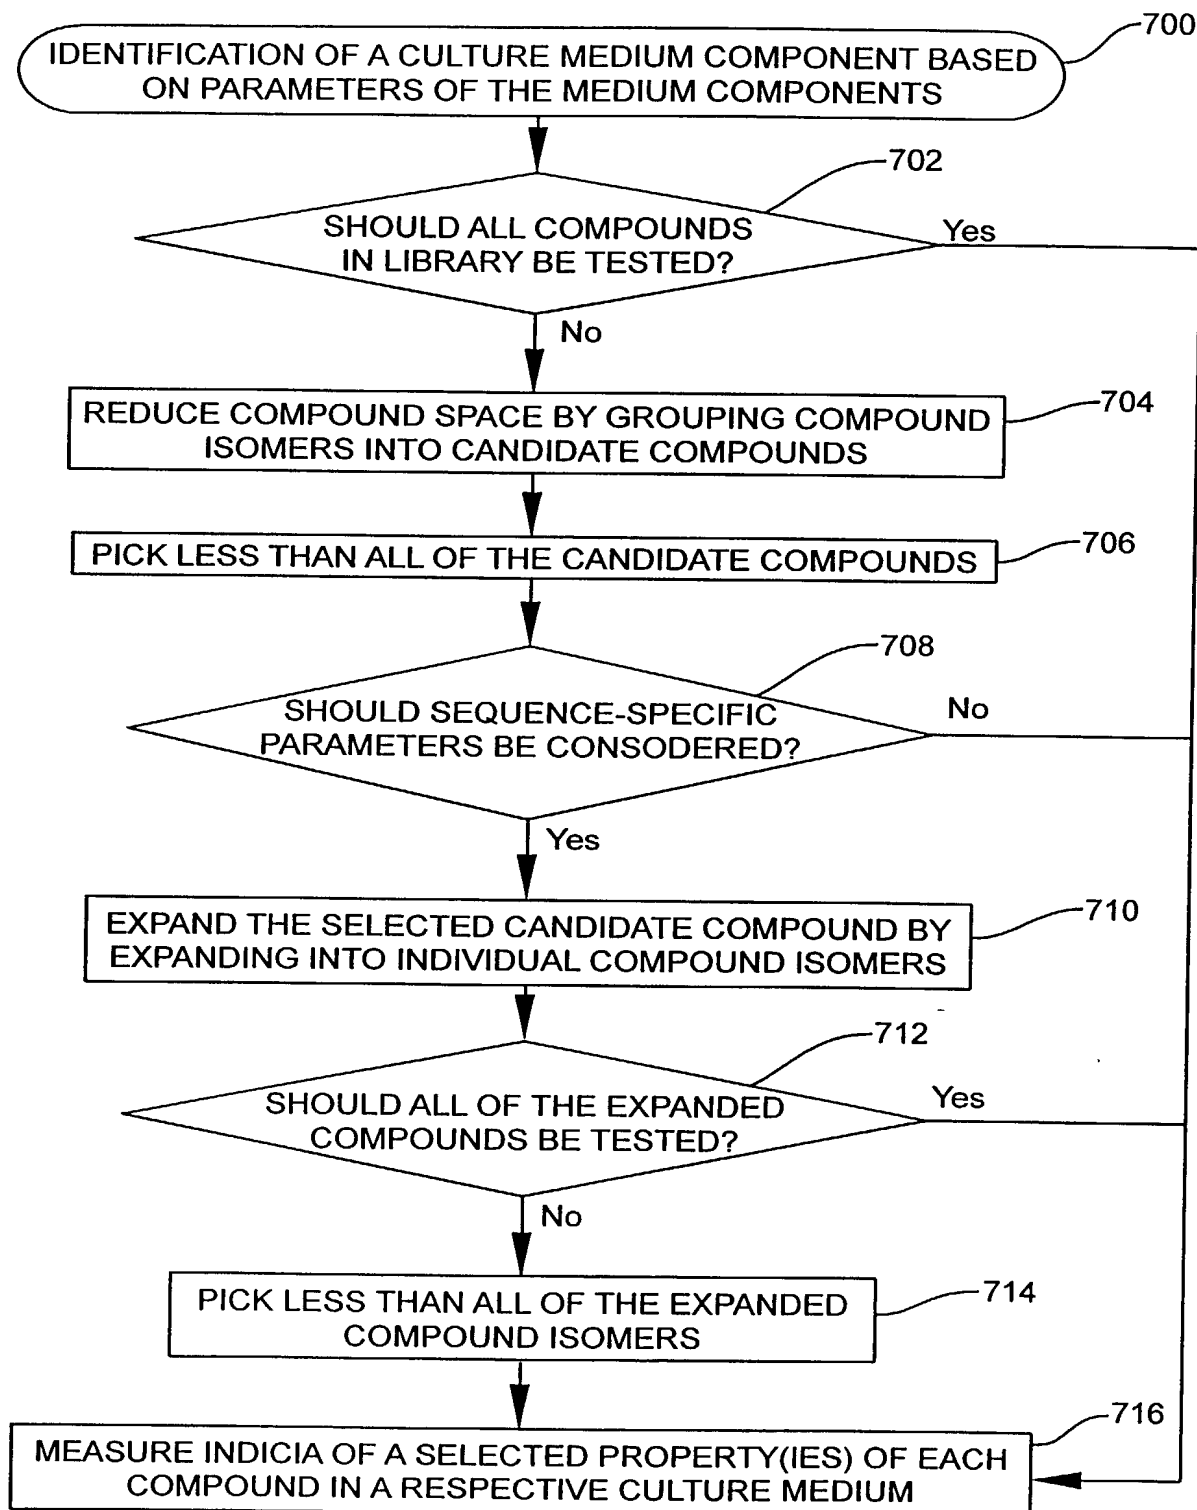 700
IDENTIFICATION OF A CULTURE MEDIUM COMPONENT BASED
ON PARAMETERS OF THE MEDIUM COMPONENTS
702
SHOULD ALL COMPOUNDS
IN LIBRARY BE TESTED?
Yes
No
704
REDUCE COMPOUND SPACE BY GROUPING COMPOUND
ISOMERS INTO CANDIDATE COMPOUNDS
706
PICK LESS THAN ALL OF THE CANDIDATE COMPOUNDS
708
SHOULD SEQUENCE-SPECIFIC
PARAMETERS BE CONSODERED?
No
Yes
710
EXPAND THE SELECTED CANDIDATE COMPOUND BY
EXPANDING INTO INDIVIDUAL COMPOUND ISOMERS
712
SHOULD ALL OF THE EXPANDED
COMPOUNDS BE TESTED?
Yes
No
714
PICK LESS THAN ALL OF THE EXPANDED
COMPOUND ISOMERS
716
MEASURE INDICIA OF A SELECTED PROPERTY(IES) OF EACH
COMPOUND IN A RESPECTIVE CULTURE MEDIUM